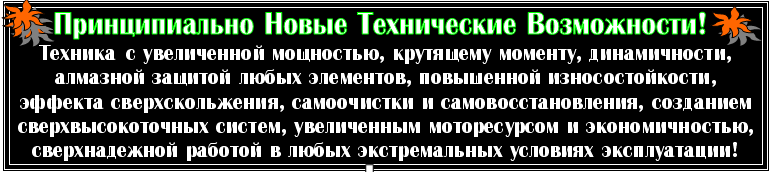 Принципиально Новые Технические Возможности!
Техника с увеличенной мощностью, крутящему моменту, динамичности,
алмазной защитой любых элементов, повышенной износостойкости,
эффекта сверхскольжения, самоочистки и самовосстановления, созданием
сверхвысокоточных систем, увеличенным моторесурсом и экономичностью,
сверхнадежной работой в любых экстремальных условиях эксплуатации!